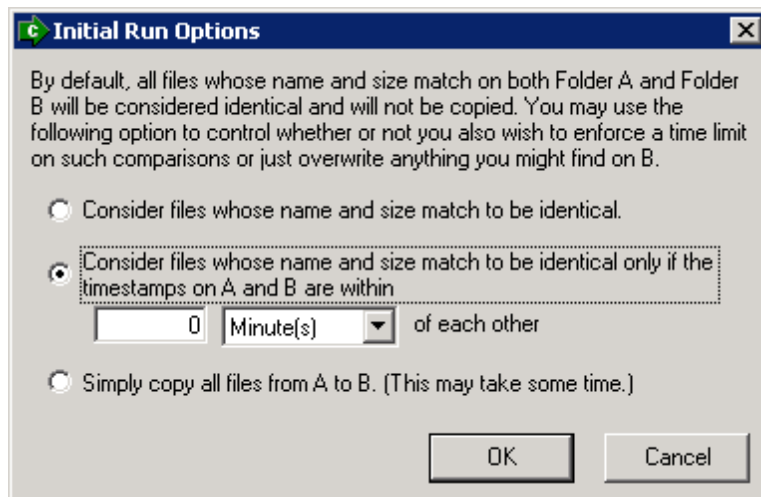 Initial Run Options
By default, all files whose name and size match on both Folder A and Folder
B will be considered identical and will not be copied. You may use the
following option to control whether or not you also wish to enforce a time limit
on such comparisons or just overwrite anything you might find on B.
Consider files whose name and size match to be identical.
Consider files whose name and size match to be identical only if the
timestamps on A and B are within
0 Minute(s) of each other
Simply copy all files from A to B. (This may take some time.)
OK Cancel